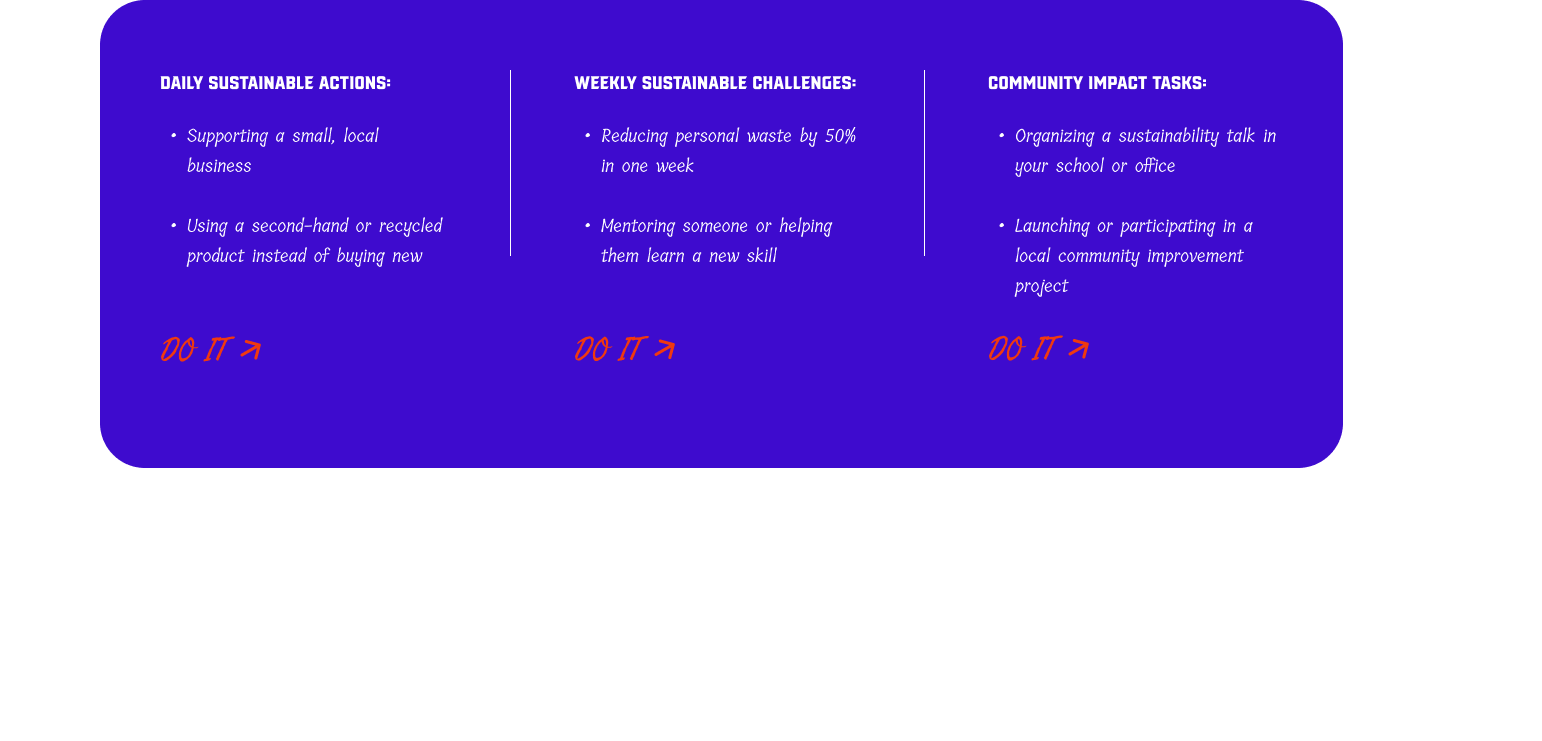 DAILY SUSTAINABLE ACTIONS:
• Supporting a small, local
business
• Using a second-hand or recycled
product instead of buying new
DO IT ↗
WEEKLY SUSTAINABLE CHALLENGES:
• Reducing personal waste by 50%
in one week
• Mentoring someone or helping
them learn a new skill
DO IT ↗
COMMUNITY IMPACT TASKS:
• Organizing a sustainability talk in
your school or office
• Launching or participating in a
local community improvement
project
DO IT ↗